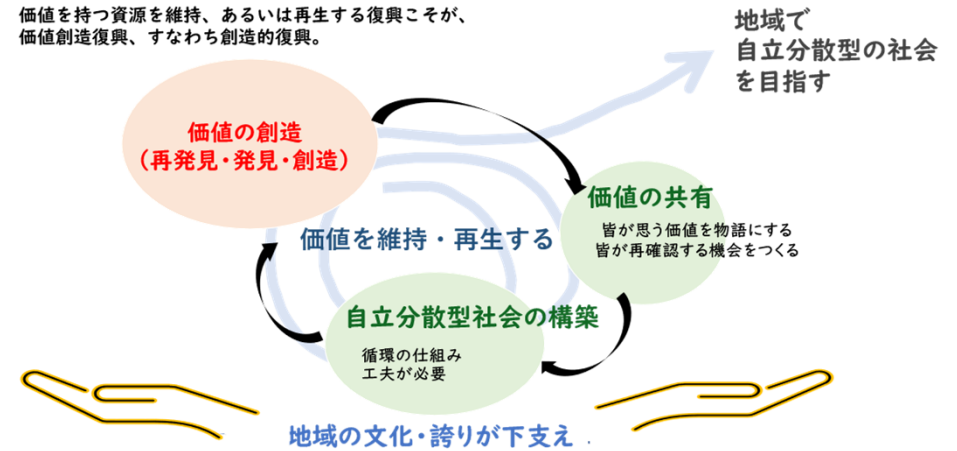 価値を持つ資源を維持、あるいは再生する復興こそが、
価値創造復興、すなわち創造的復興。
地域で
自立分散型の社会
を目指す
価値の創造
（再発見・発見・創造）
価値の共有
皆が思う価値を物語にする
皆が再確認する機会をつくる
価値を維持・再生する
自立分散型社会の構築
循環の仕組み
工夫が必要
地域の文化・誇りが下支え .